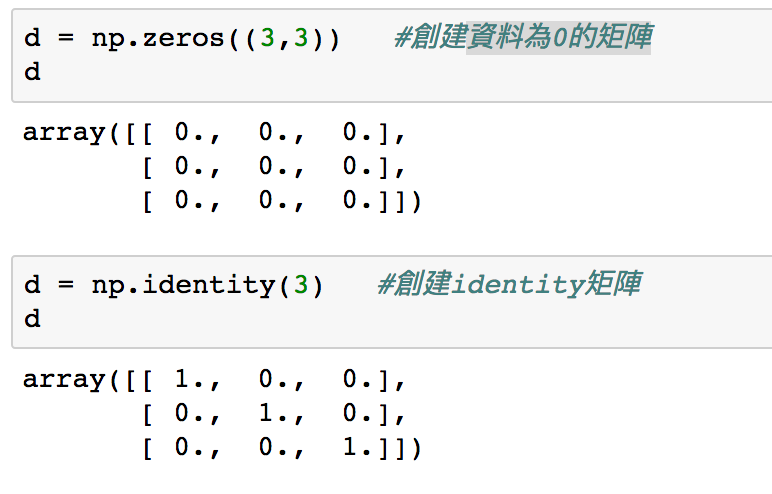 d = np.zeros((3,3))   #創建資料為0的矩陣
d
array([[ 0.,  0.,  0.],
       [ 0.,  0.,  0.],
       [ 0.,  0.,  0.]])
d = np.identity(3)   #創建identity矩陣
d
array([[ 1.,  0.,  0.],
       [ 0.,  1.,  0.],
       [ 0.,  0.,  1.]])